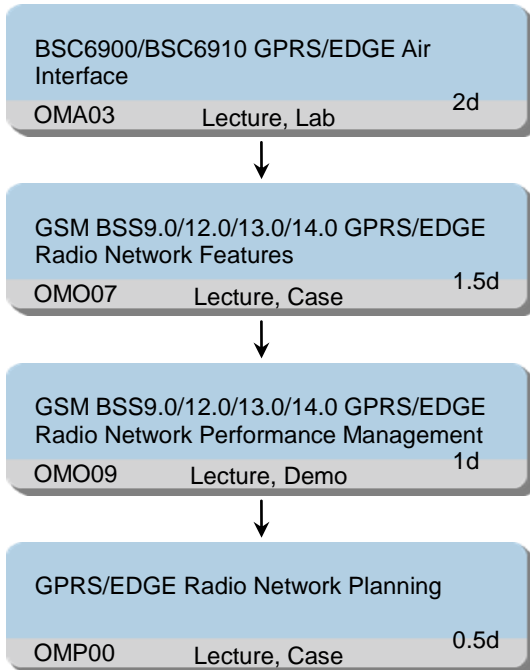 BSC6900/BSC6910 GPRS/EDGE Air
Interface
2d
OMA03 Lecture, Lab
GSM BSS9.0/12.0/13.0/14.0 GPRS/EDGE
Radio Network Features
1.5d
OMO07 Lecture, Case
GSM BSS9.0/12.0/13.0/14.0 GPRS/EDGE
Radio Network Performance Management
1d
OMO09 Lecture, Demo
GPRS/EDGE Radio Network Planning
0.5d
OMP00 Lecture, Case